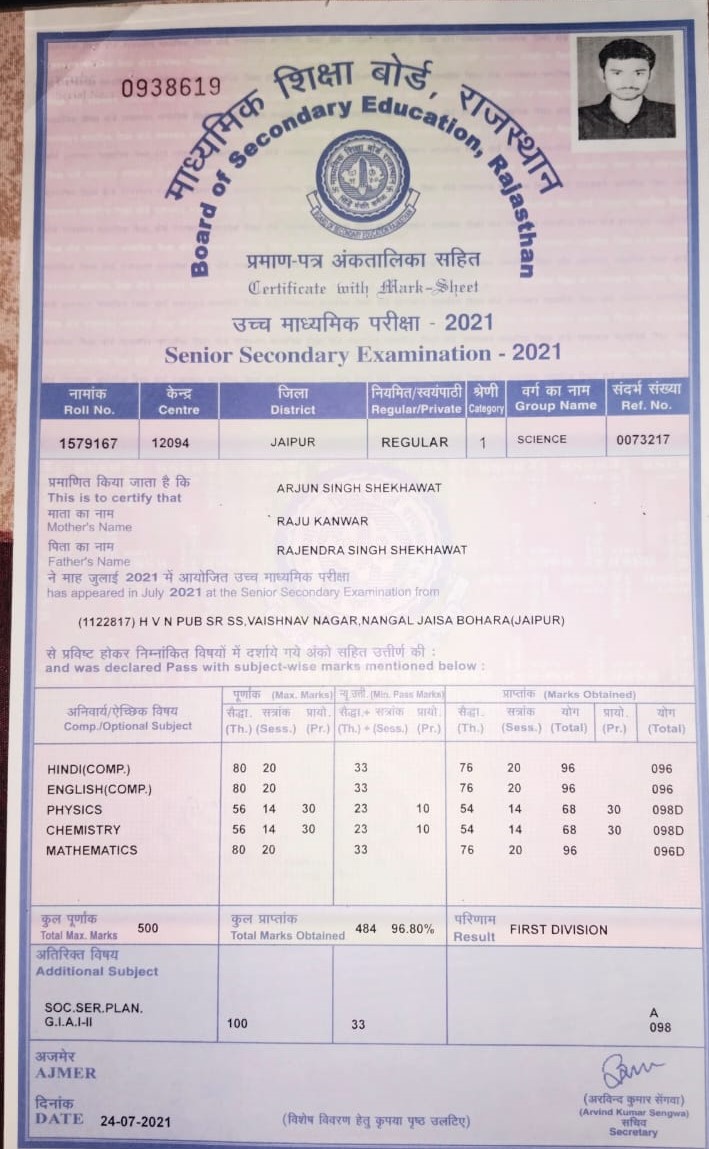 0938619
माध्यमिक शिक्षा बोर्ड, राजस्थान
Board of Secondary Education, Rajasthan
प्रमाण-पत्र अंकतालिका सहित
Certificate with Mark-Sheet
उच्च माध्यमिक परीक्षा - 2021
Senior Secondary Examination - 2021
नामांक केन्द्र जिला नियमित/स्वयंपाठी श्रेणी वर्ग का नाम संदर्भ संख्या
Roll No. Centre District Regular/Private Category Group Name Ref. No.
1579167 12094 JAIPUR REGULAR 1 SCIENCE 0073217
प्रमाणित किया जाता है कि
This is to certify that ARJUN SINGH SHEKHAWAT
माता का नाम
Mother's Name RAJU KANWAR
पिता का नाम
Father's Name RAJENDRA SINGH SHEKHAWAT
ने माह जुलाई 2021 में आयोजित उच्च माध्यमिक परीक्षा
has appeared in July 2021 at the Senior Secondary Examination from
(1122817) H V N PUB SR SS,VAISHNAV NAGAR,NANGAL JAISA BOHARA(JAIPUR)
से प्रविष्ट होकर निम्नांकित विषयों में दर्शाये गये अंको सहित उत्तीर्ण की :
and was declared Pass with subject-wise marks mentioned below :
पूर्णांक (Max. Marks) न्यू.उत्ती. (Min. Pass Marks) प्राप्तांक (Marks Obtained)
अनिवार्य/ऐच्छिक विषय सैद्धा. सत्रांक प्रायो. सैद्धा.+ सत्रांक प्रायो. सैद्धा. सत्रांक योग प्रायो. योग
Comp./Optional Subject (Th.) (Sess.) (Pr.) (Th.) + (Sess.) (Pr.) (Th.) (Sess.) (Total) (Pr.) (Total)
HINDI(COMP.) 80 20 33 76 20 96 096
ENGLISH(COMP.) 80 20 33 76 20 96 096
PHYSICS 56 14 30 23 10 54 14 68 30 098D
CHEMISTRY 56 14 30 23 10 54 14 68 30 098D
MATHEMATICS 80 20 33 76 20 96 096D
कुल पूर्णांक कुल प्राप्तांक परिणाम
Total Max. Marks 500 Total Marks Obtained 484 96.80% Result FIRST DIVISION
अतिरिक्त विषय
Additional Subject
SOC.SER.PLAN. A
G.I.A.I-II 100 33 098
अजमेर
AJMER
दिनांक
DATE 24-07-2021
(विशेष विवरण हेतु कृपया पृष्ठ उलटिए)
(अरविन्द कुमार सेंगवा)
(Arvind Kumar Sengwa)
सचिव
Secretary